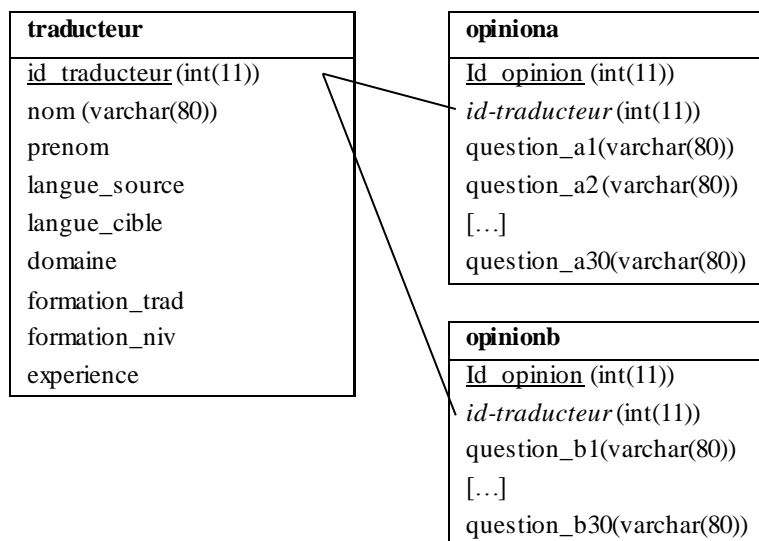 traducteur
id_traducteur (int(11))
nom (varchar(80))
prenom
langue_source
langue_cible
domaine
formation_trad
formation_niv
experience
opiniona
Id_opinion (int(11))
id-traducteur (int(11))
question_a1(varchar(80))
question_a2 (varchar(80))
[…]
question_a30(varchar(80))
opinionb
Id_opinion (int(11))
id-traducteur (int(11))
question_b1(varchar(80))
[…]
question_b30(varchar(80))